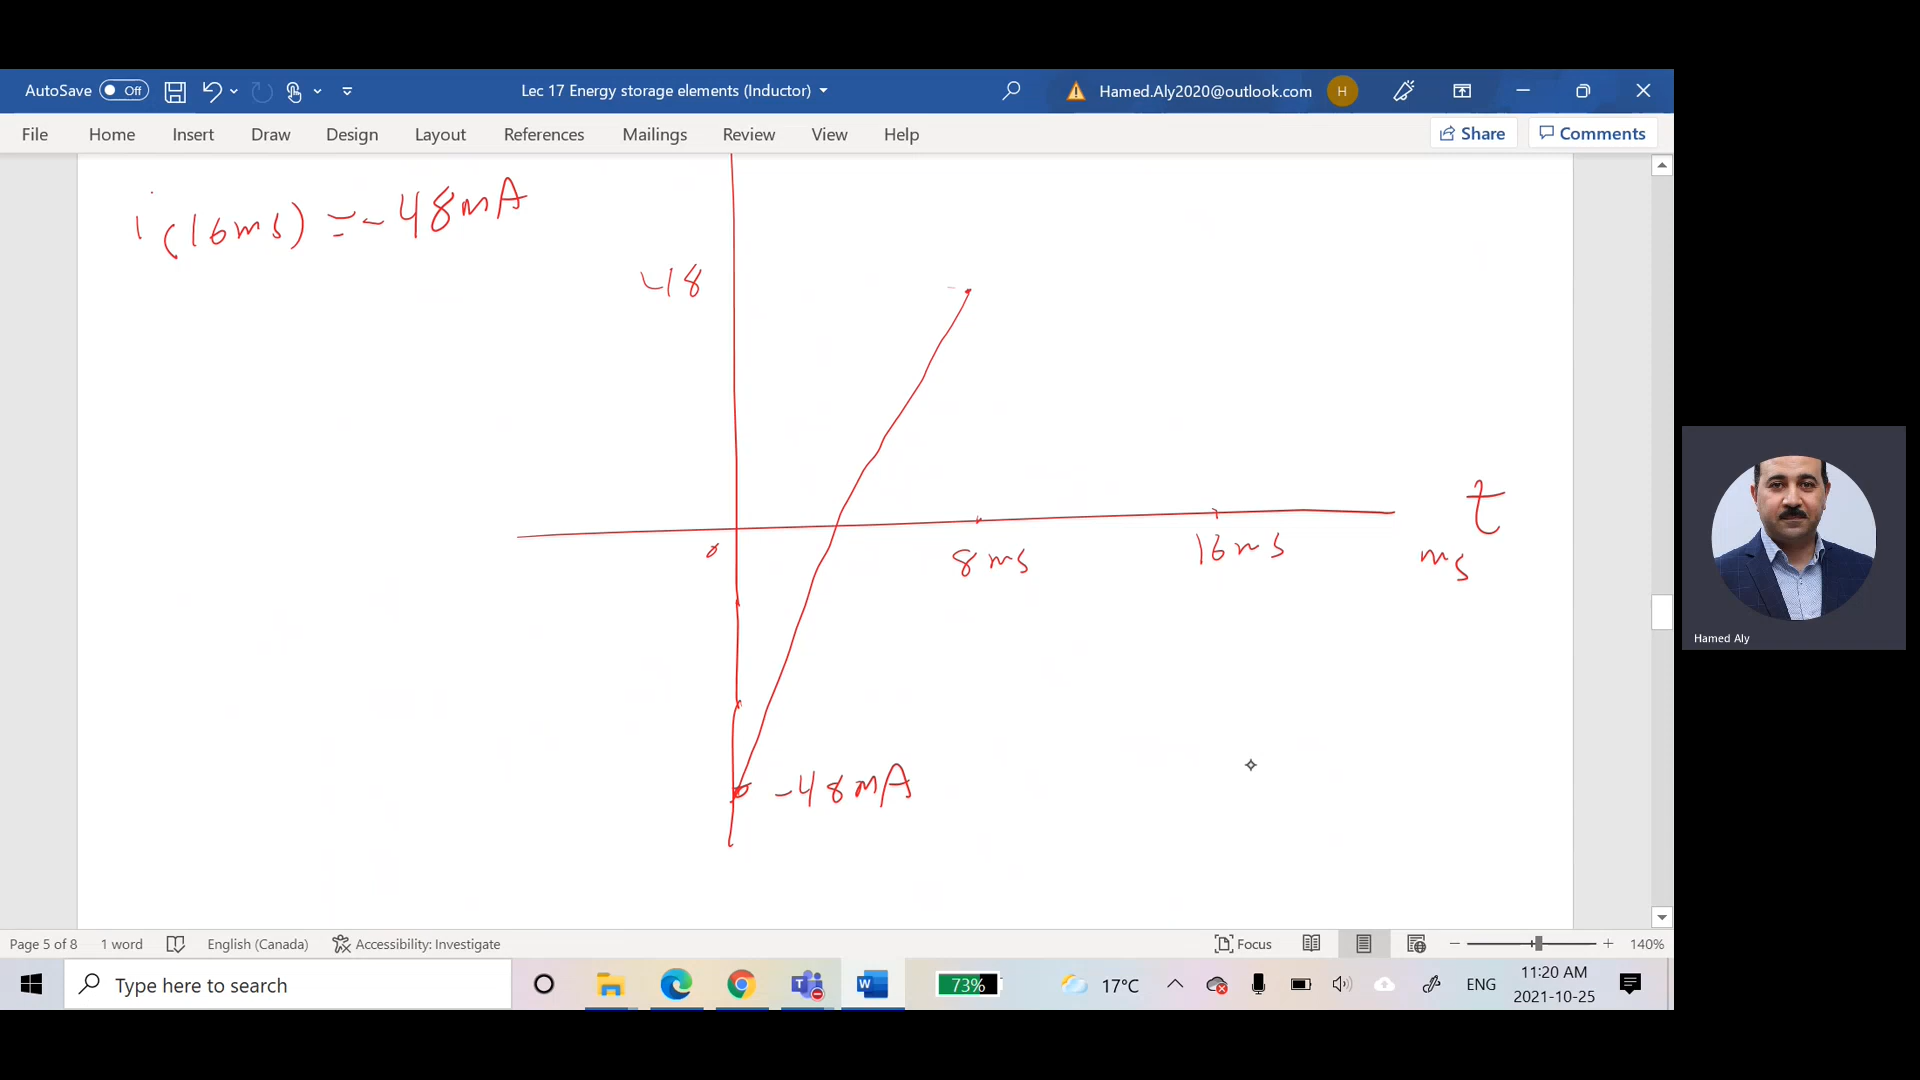 AutoSave Off
Lec 17 Energy storage elements (Inductor)
Hamed.Aly2020@outlook.com
H
File Home Insert Draw Design Layout References Mailings Review View Help
Share Comments
i(16ms) = -48mA
48
t
0
8ms
16ms
ms
-48mA
Hamed Aly
Page 5 of 8 1 word English (Canada) Accessibility: Investigate
Focus 140%
Type here to search
73%
17°C
ENG
11:20 AM
2021-10-25